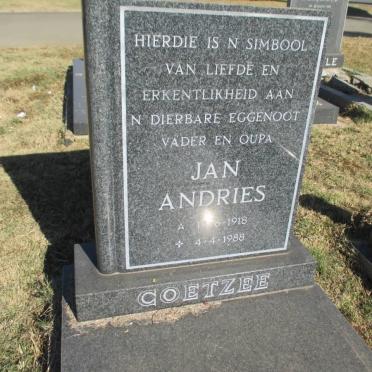 HIERDIE IS N SIMBOOL
VAN LIEFDE EN
ERKENTLIKHEID AAN
N DIERBARE EGGENOOT
VADER EN OUPA
JAN
ANDRIES
4-4-1988
COETZEE